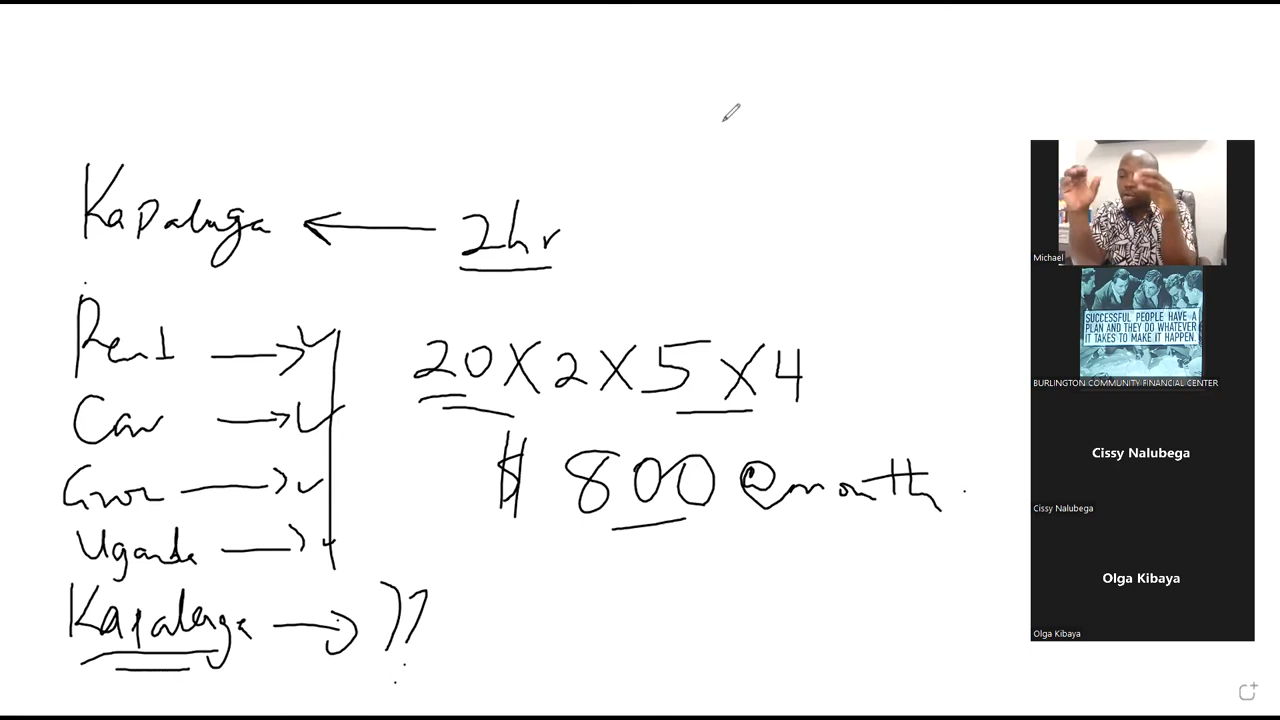 Kapaluga ← 2hr
Rent →
Car →
Groc →
Uganda →
Kapaluga → ??
20 X 2 X 5 X 4
$ 800 @ month.
Michael
SUCCESSFUL PEOPLE HAVE A
PLAN AND THEY DO WHATEVER
IT TAKES TO MAKE IT HAPPEN.
BURLINGTON COMMUNITY FINANCIAL CENTER
Cissy Nalubega
Cissy Nalubega
Olga Kibaya
Olga Kibaya